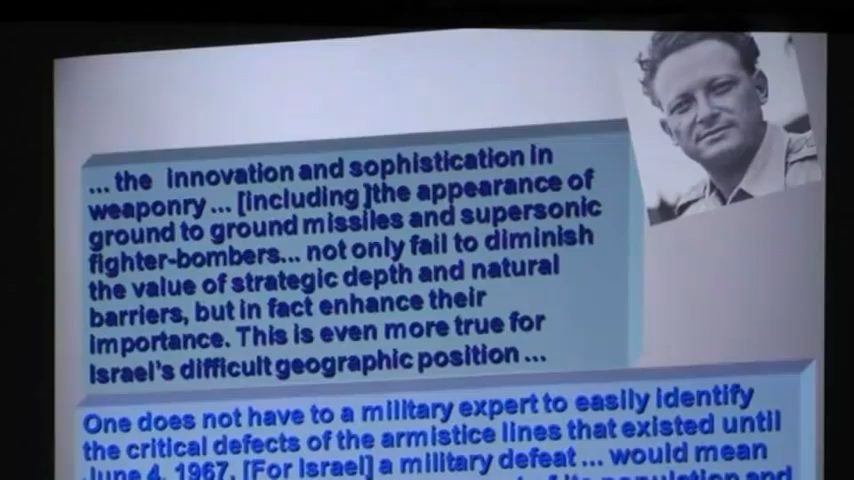 ... the innovation and sophistication in
weaponry ... [including ]the appearance of
ground to ground missiles and supersonic
fighter-bombers... not only fail to diminish
the value of strategic depth and natural
barriers, but in fact enhance their
importance. This is even more true for
Israel's difficult geographic position ...
One does not have to a military expert to easily identify
the critical defects of the armistice lines that existed until
June 4, 1967. [For Israel] a military defeat ... would mean
of its population and